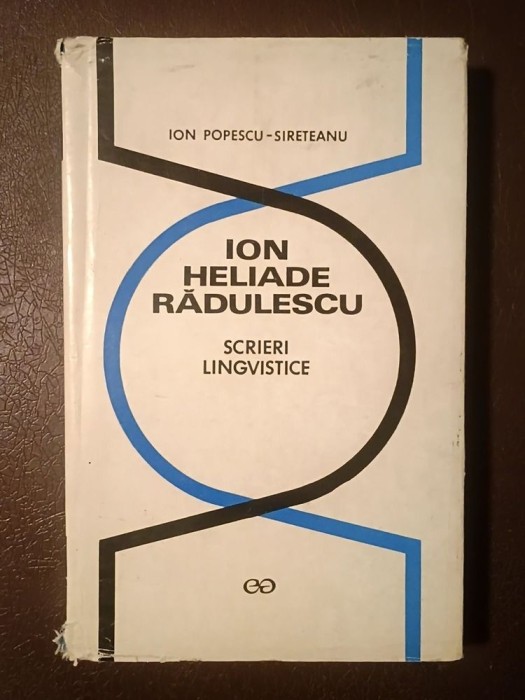 ION POPESCU-SIRETEANU
ION
HELIADE
RĂDULESCU
SCRIERI
LINGVISTICE